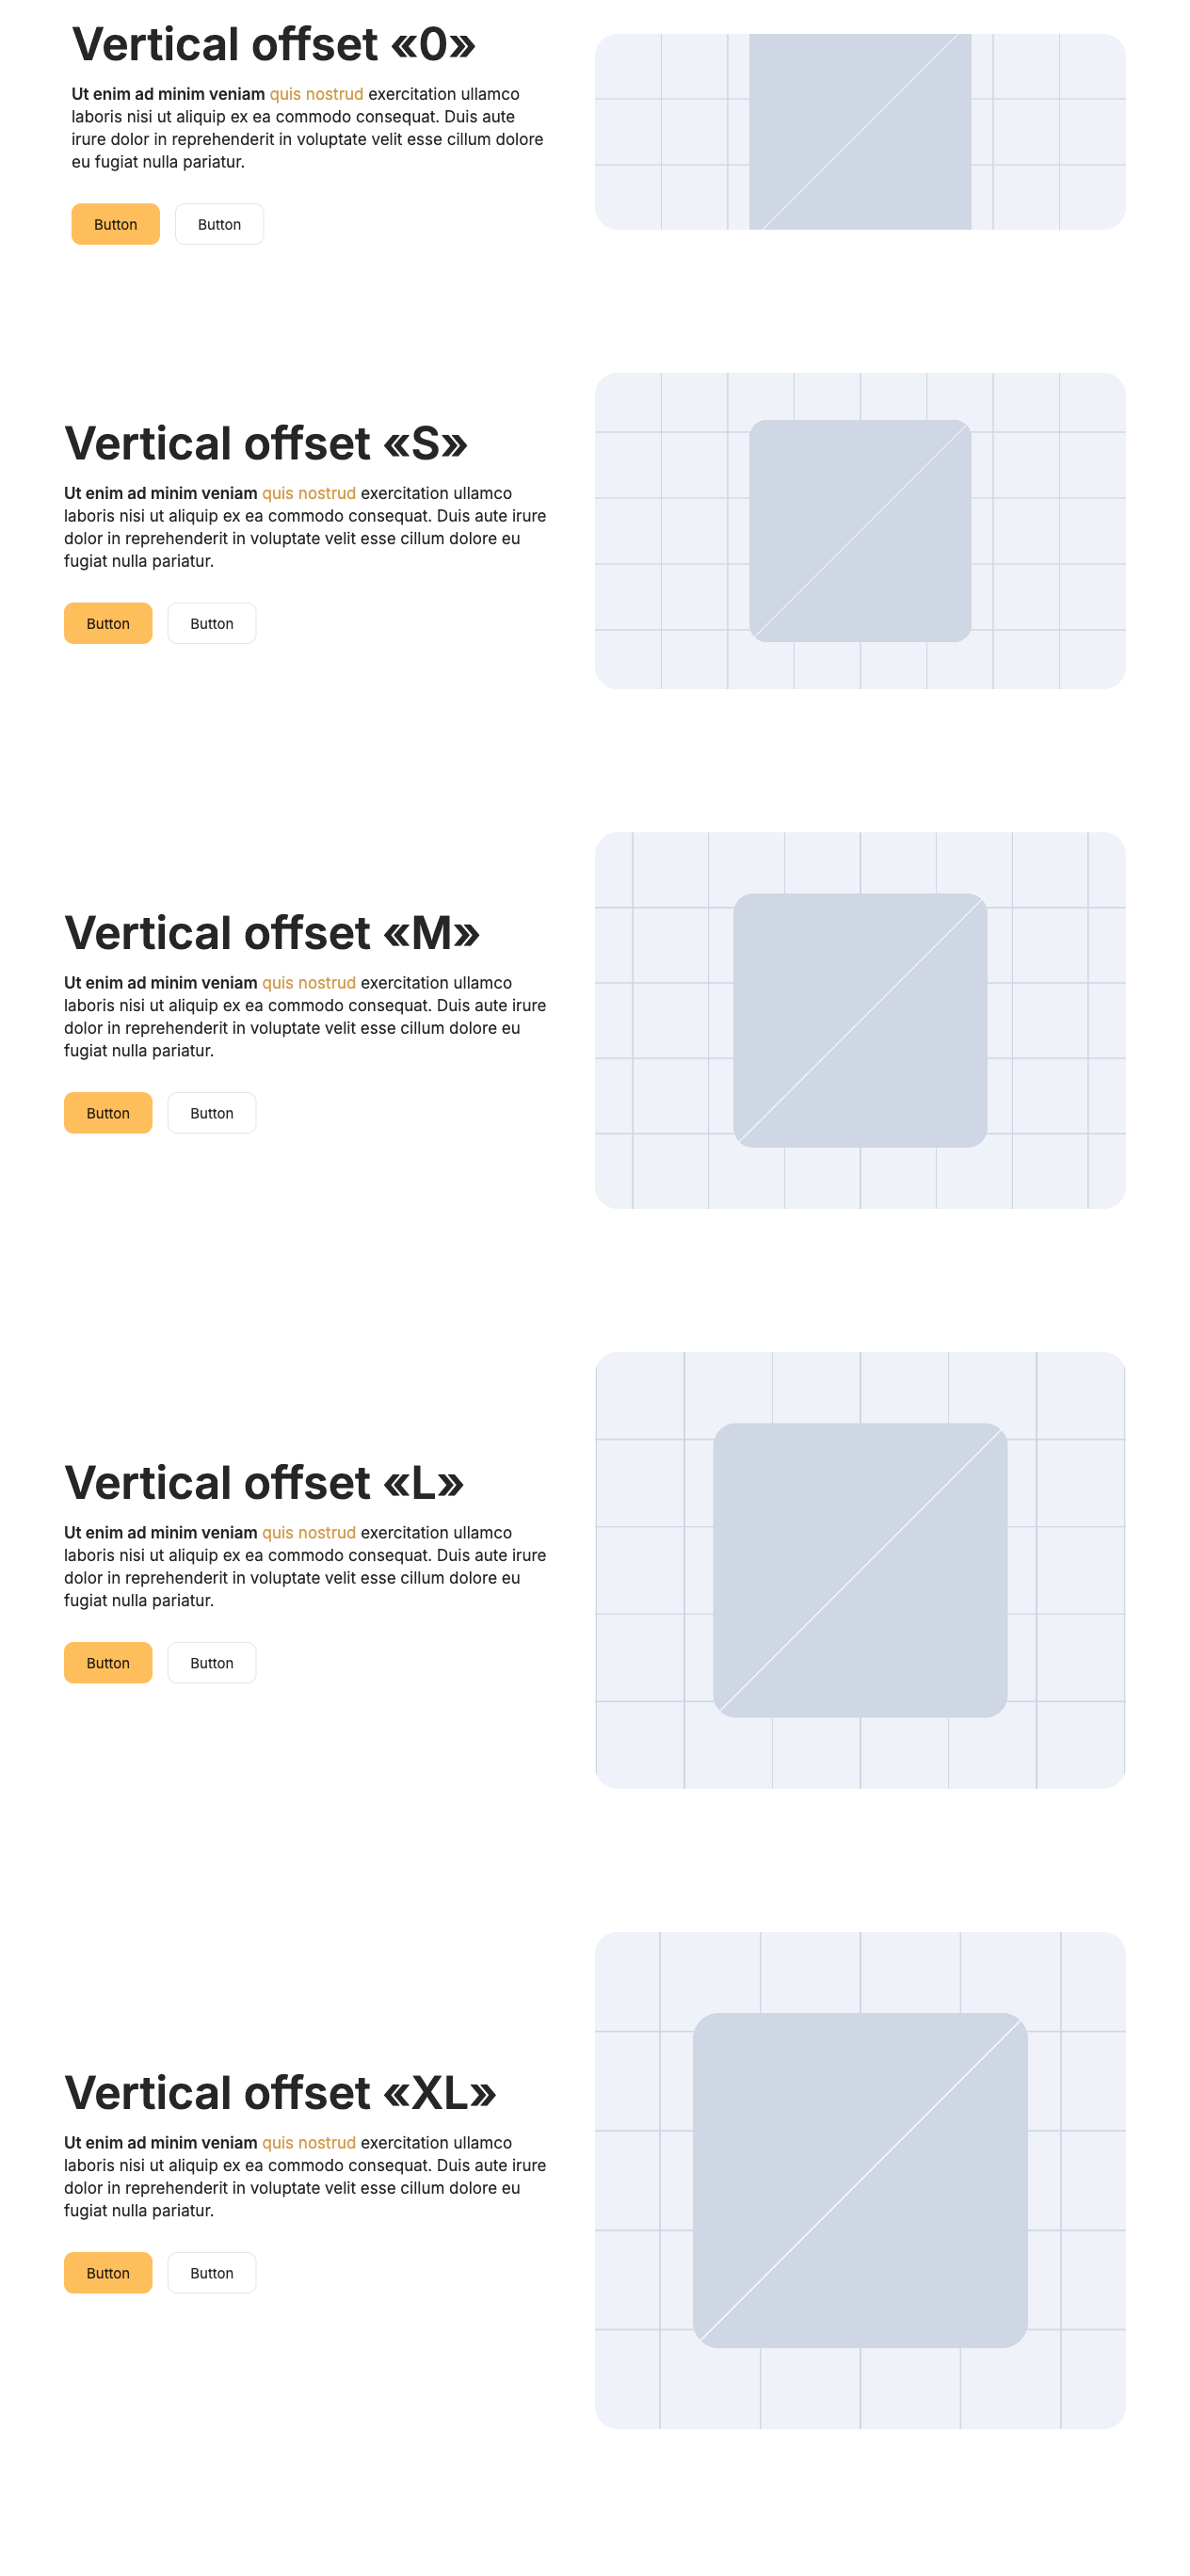 Vertical offset «0»
Ut enim ad minim veniam quis nostrud exercitation ullamco
laboris nisi ut aliquip ex ea commodo consequat. Duis aute
irure dolor in reprehenderit in voluptate velit esse cillum dolore
eu fugiat nulla pariatur.
Button Button
Vertical offset «S»
Ut enim ad minim veniam quis nostrud exercitation ullamco
laboris nisi ut aliquip ex ea commodo consequat. Duis aute irure
dolor in reprehenderit in voluptate velit esse cillum dolore eu
fugiat nulla pariatur.
Button Button
Vertical offset «M»
Ut enim ad minim veniam quis nostrud exercitation ullamco
laboris nisi ut aliquip ex ea commodo consequat. Duis aute irure
dolor in reprehenderit in voluptate velit esse cillum dolore eu
fugiat nulla pariatur.
Button Button
Vertical offset «L»
Ut enim ad minim veniam quis nostrud exercitation ullamco
laboris nisi ut aliquip ex ea commodo consequat. Duis aute irure
dolor in reprehenderit in voluptate velit esse cillum dolore eu
fugiat nulla pariatur.
Button Button
Vertical offset «XL»
Ut enim ad minim veniam quis nostrud exercitation ullamco
laboris nisi ut aliquip ex ea commodo consequat. Duis aute irure
dolor in reprehenderit in voluptate velit esse cillum dolore eu
fugiat nulla pariatur.
Button Button